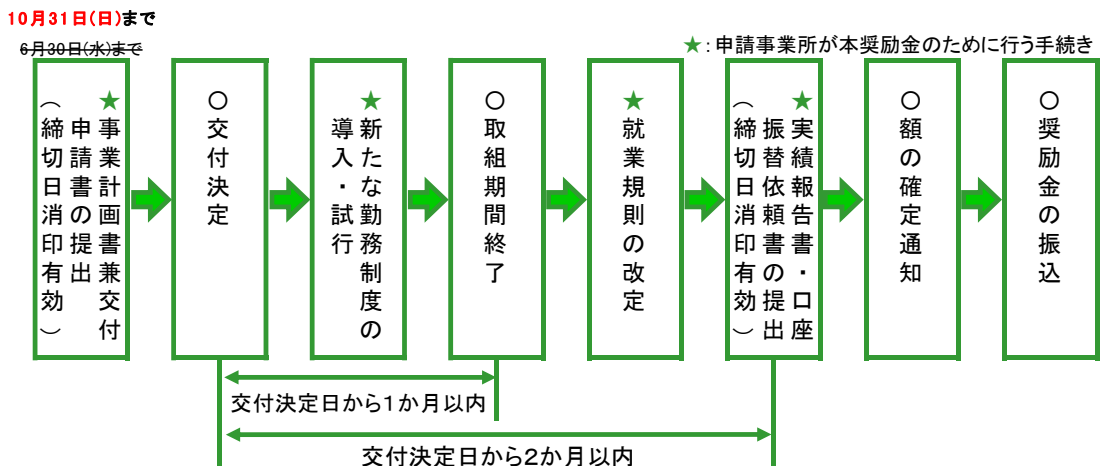 10月31日(日)まで
6月30日(水)まで
★：申請事業所が本奨励金のために行う手続き
★事業計画書兼交付
申請書の提出
（締切日消印有効）
○交付決定
★新たな勤務制度の
導入・試行
○取組期間終了
★就業規則の改定
★実績報告書・口座
振替依頼書の提出
（締切日消印有効）
○額の確定通知
○奨励金の振込
交付決定日から1か月以内
交付決定日から2か月以内